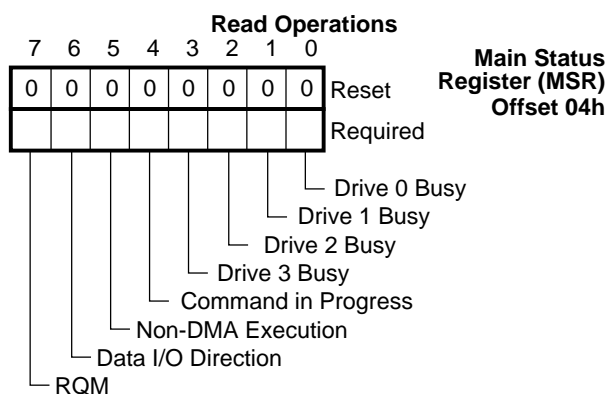 Read Operations
7 6 5 4 3 2 1 0
Main Status
Register (MSR)
Offset 04h
0 0 0 0 0 0 0 0 Reset
Required
Drive 0 Busy
Drive 1 Busy
Drive 2 Busy
Drive 3 Busy
Command in Progress
Non-DMA Execution
Data I/O Direction
RQM